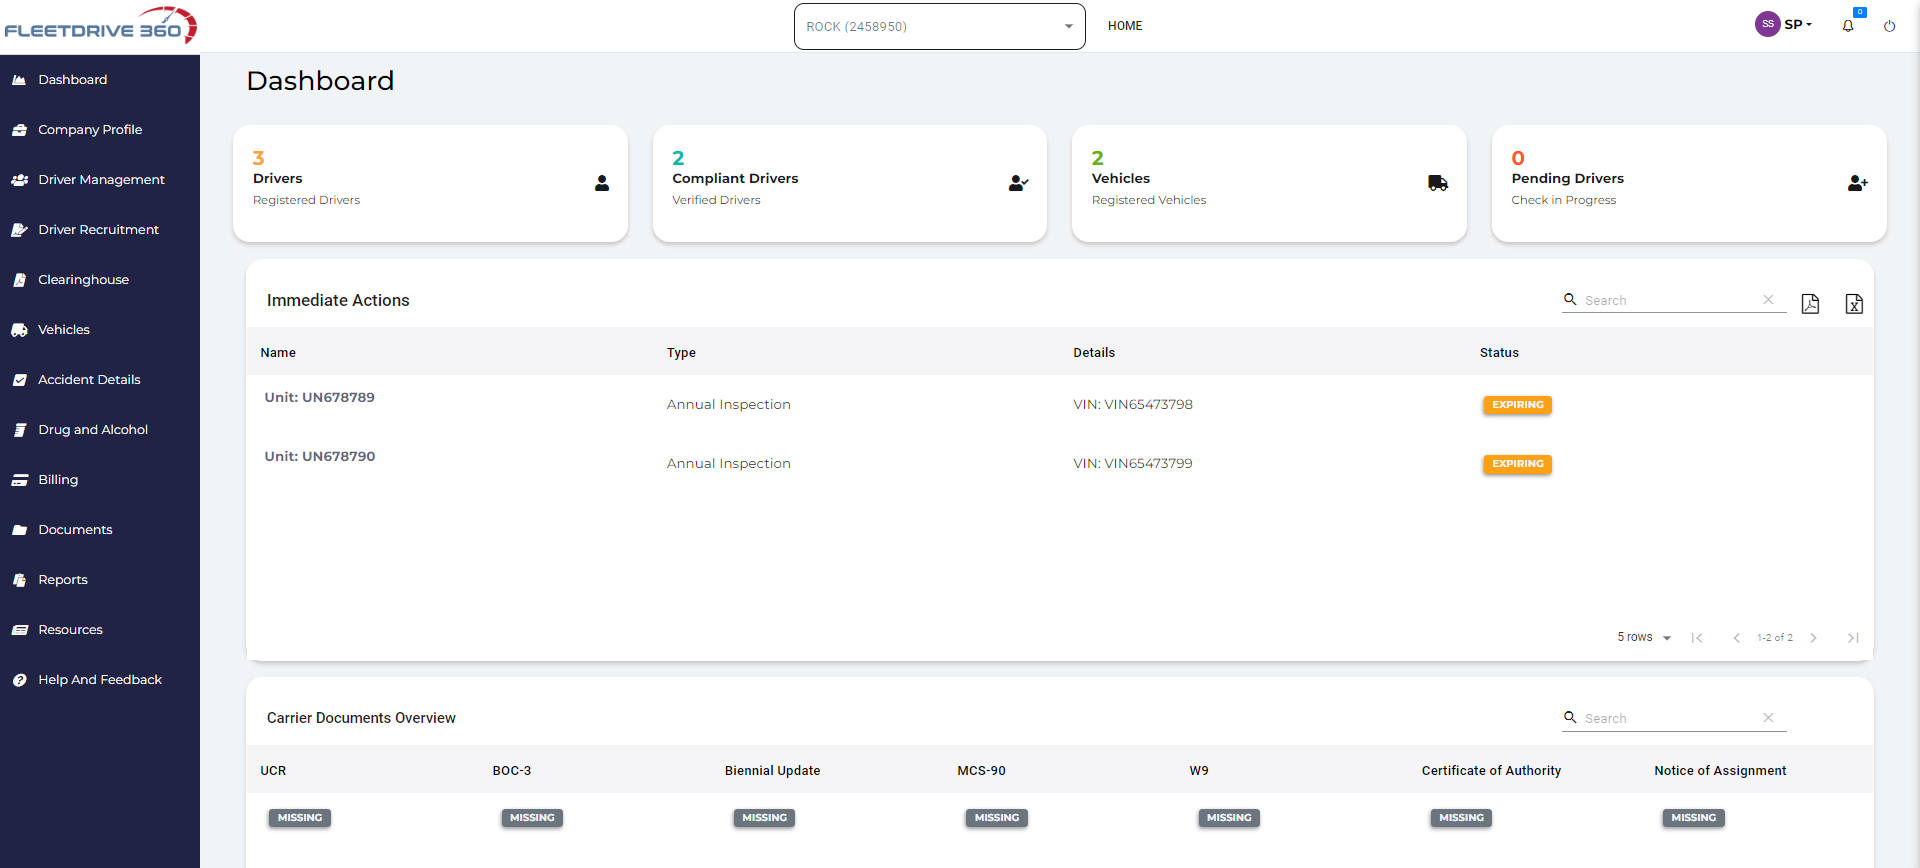 FLEETDRIVE 360
ROCK (2458950)
HOME
SS
SP
0
Dashboard
Company Profile
Driver Management
Driver Recruitment
Clearinghouse
Vehicles
Accident Details
Drug and Alcohol
Billing
Documents
Reports
Resources
Help And Feedback
Dashboard
3
Drivers
Registered Drivers
2
Compliant Drivers
Verified Drivers
2
Vehicles
Registered Vehicles
0
Pending Drivers
Check in Progress
Immediate Actions
Search
Name Type Details Status
Unit: UN678789 Annual Inspection VIN: VIN65473798 EXPIRING
Unit: UN678790 Annual Inspection VIN: VIN65473799 EXPIRING
5 rows 1-2 of 2
Carrier Documents Overview
Search
UCR BOC-3 Biennial Update MCS-90 W9 Certificate of Authority Notice of Assignment
MISSING MISSING MISSING MISSING MISSING MISSING MISSING